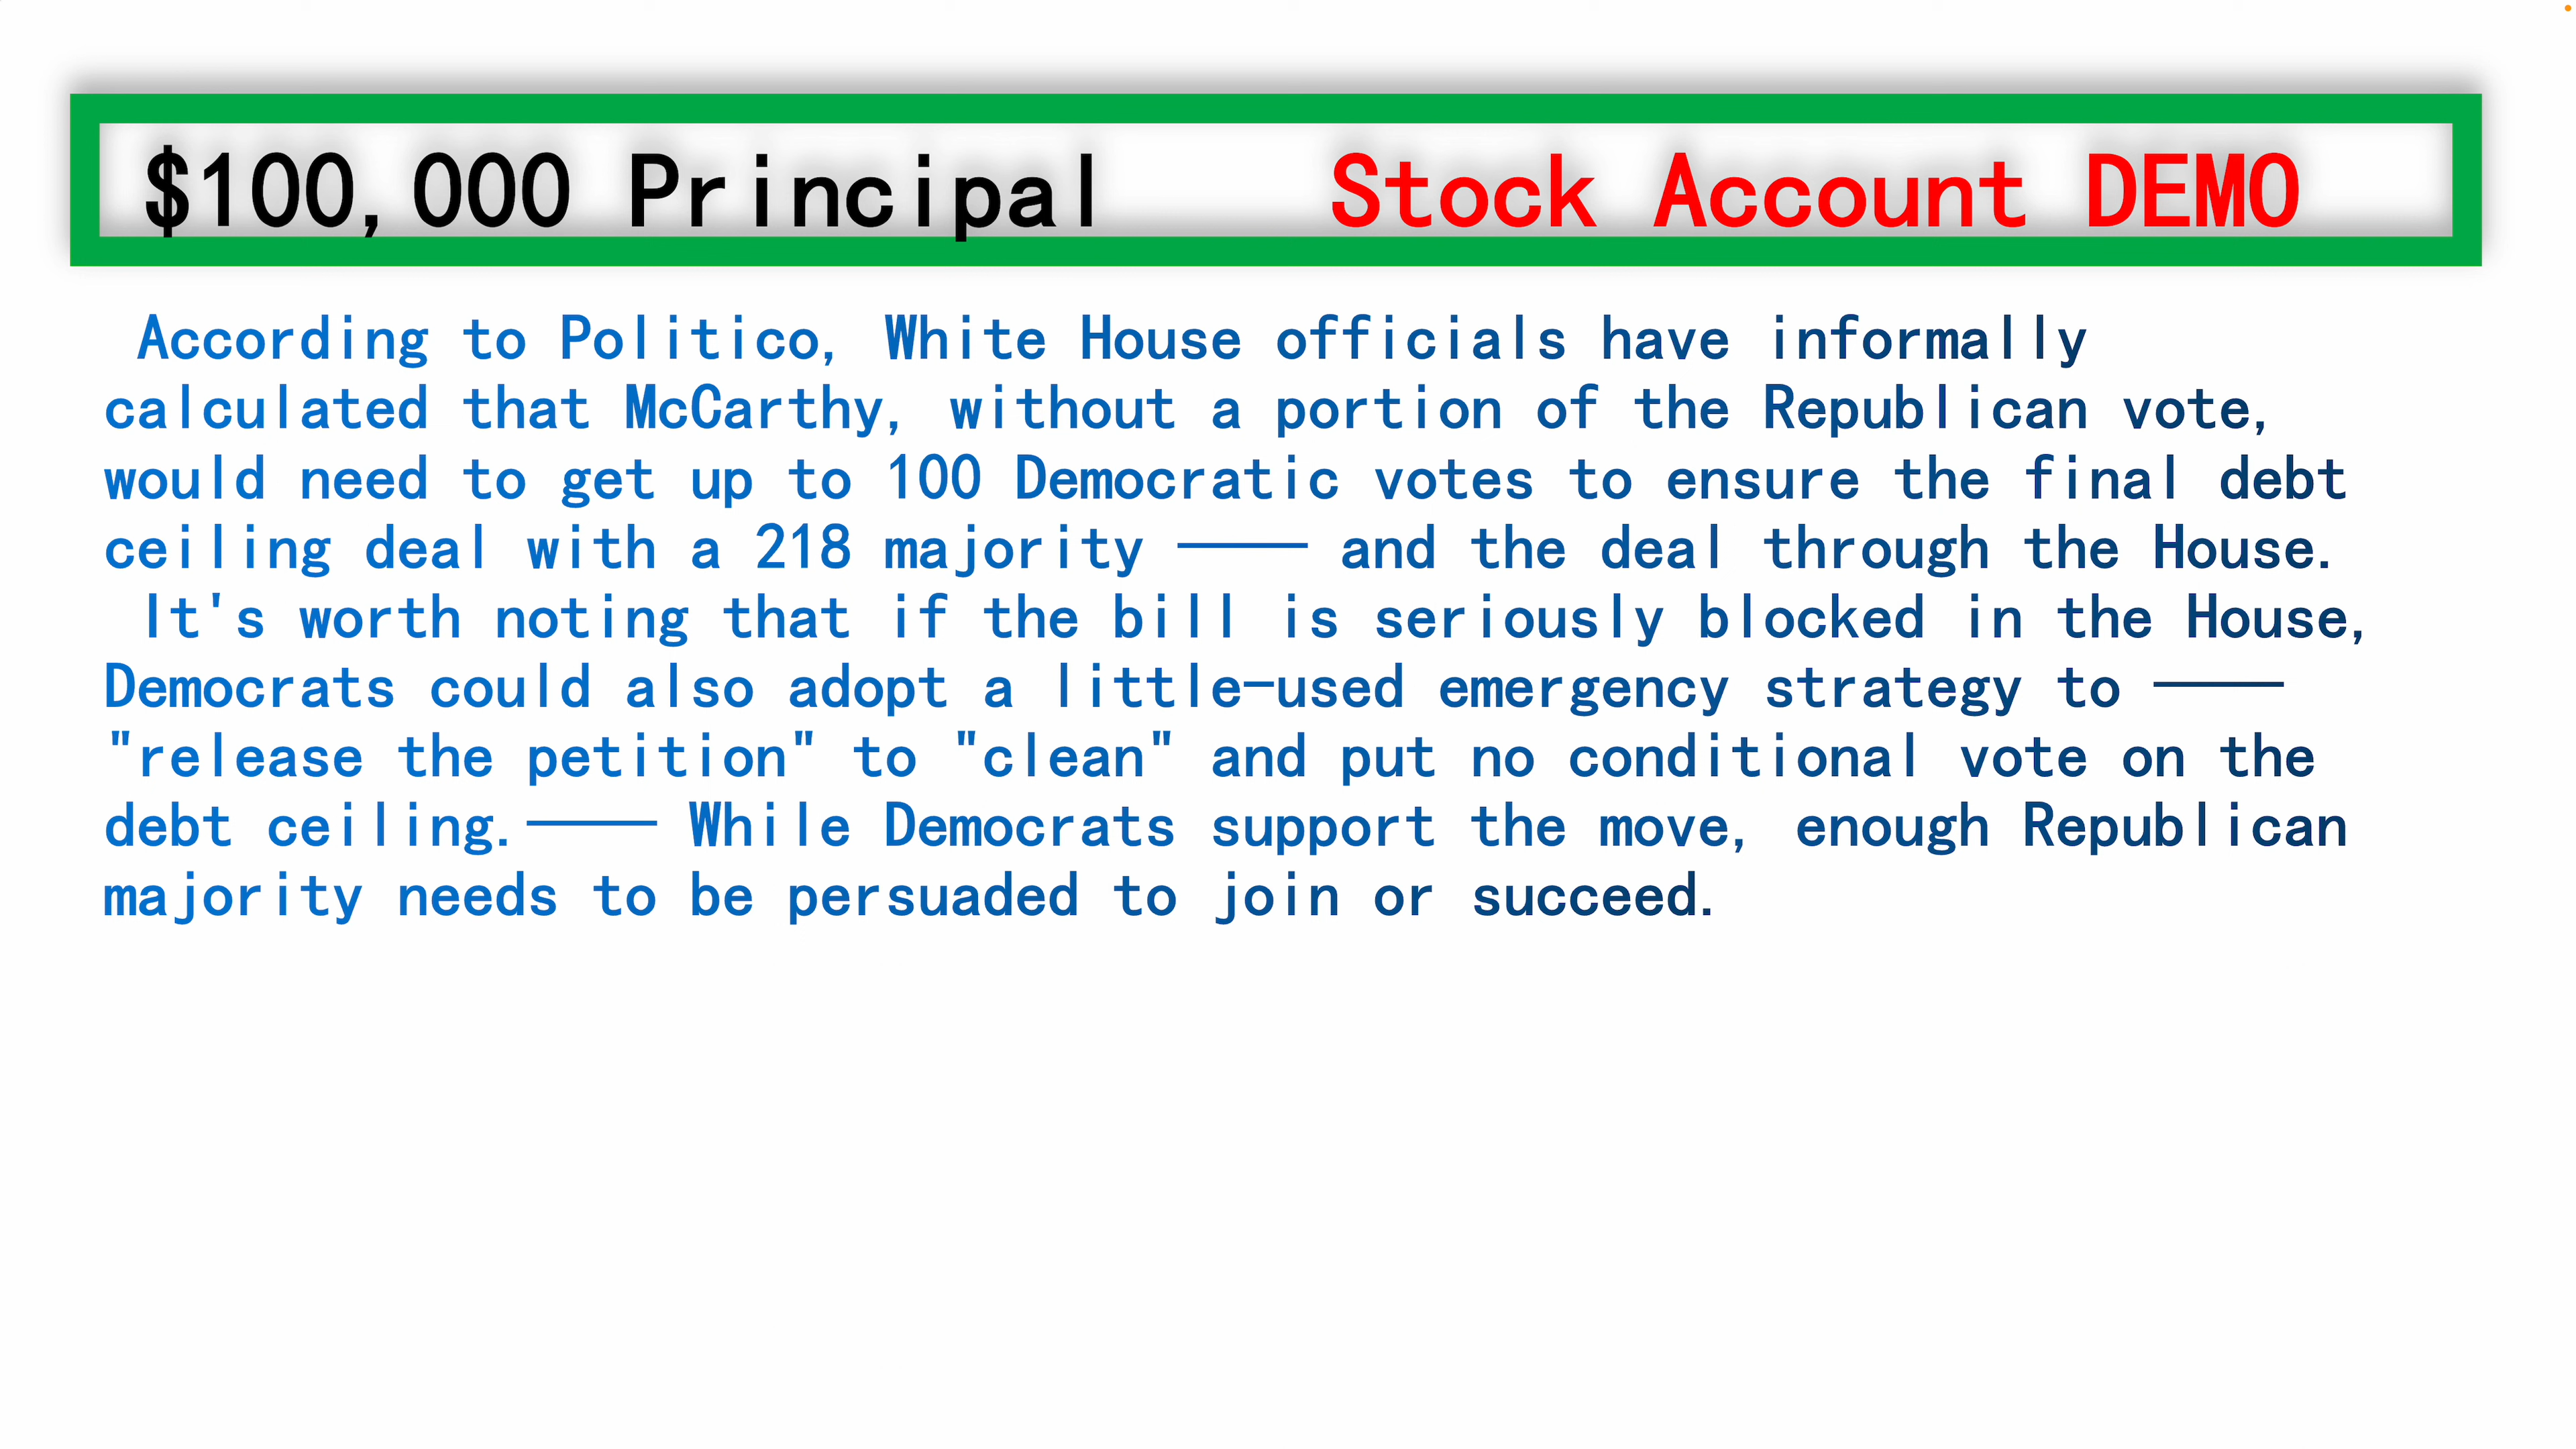 $100,000 Principal Stock Account DEMO
According to Politico, White House officials have informally
calculated that McCarthy, without a portion of the Republican vote,
would need to get up to 100 Democratic votes to ensure the final debt
ceiling deal with a 218 majority —— and the deal through the House.
It's worth noting that if the bill is seriously blocked in the House,
Democrats could also adopt a little-used emergency strategy to ——
"release the petition" to "clean" and put no conditional vote on the
debt ceiling.—— While Democrats support the move, enough Republican
majority needs to be persuaded to join or succeed.